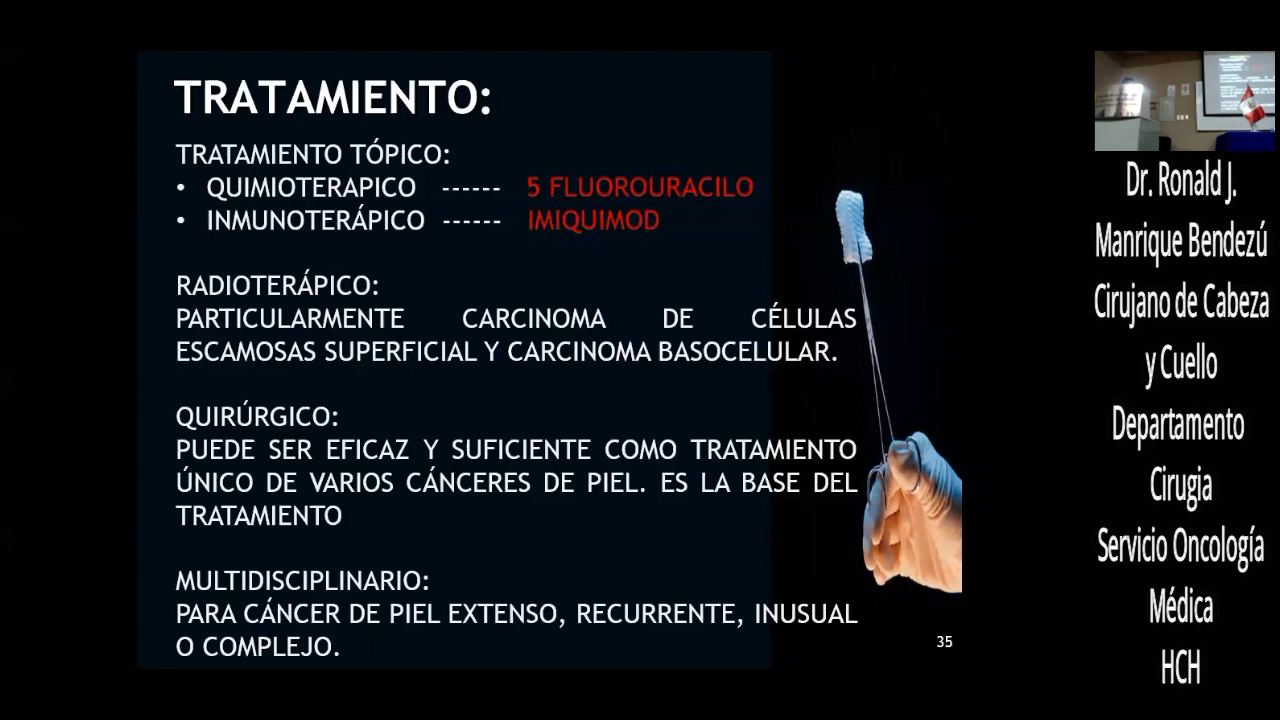 TRATAMIENTO:
TRATAMIENTO TÓPICO:
• QUIMIOTERAPICO ------ 5 FLUOROURACILO
• INMUNOTERÁPICO ------ IMIQUIMOD
RADIOTERÁPICO:
PARTICULARMENTE CARCINOMA DE CÉLULAS
ESCAMOSAS SUPERFICIAL Y CARCINOMA BASOCELULAR.
QUIRÚRGICO:
PUEDE SER EFICAZ Y SUFICIENTE COMO TRATAMIENTO
ÚNICO DE VARIOS CÁNCERES DE PIEL. ES LA BASE DEL
TRATAMIENTO
MULTIDISCIPLINARIO:
PARA CÁNCER DE PIEL EXTENSO, RECURRENTE, INUSUAL
O COMPLEJO.
35
Dr. Ronald J.
Manrique Bendezú
Cirujano de Cabeza
y Cuello
Departamento
Cirugia
Servicio Oncología
Médica
HCH